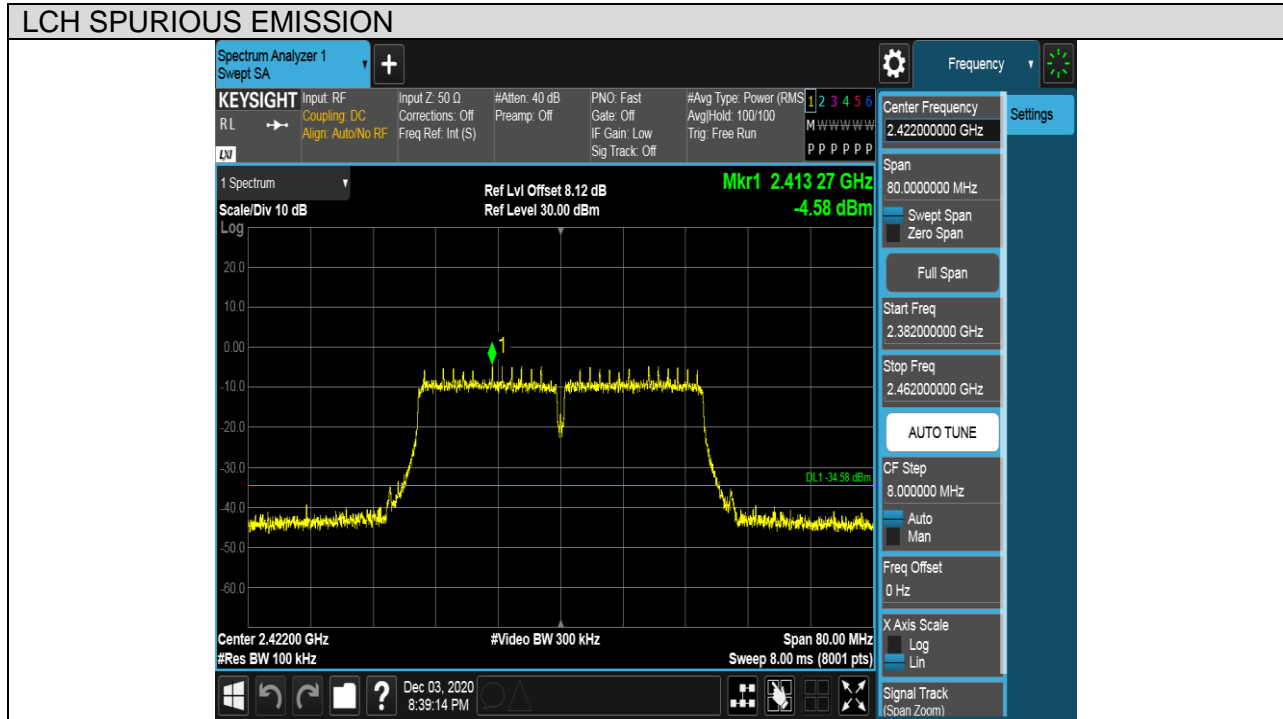 LCH SPURIOUS EMISSION
Spectrum Analyzer 1
Swept SA
Frequency
KEYSIGHT
RL
LXI
Input: RF
Coupling: DC
Align: Auto/No RF
Input Z: 50 Ω
Corrections: Off
Freq Ref: Int (S)
#Atten: 40 dB
Preamp: Off
PNO: Fast
Gate: Off
IF Gain: Low
Sig Track: Off
#Avg Type: Power (RMS
Avg|Hold: 100/100
Trig: Free Run
1 2 3 4 5 6
M W W W W W
P P P P P P
1 Spectrum
Scale/Div 10 dB
Ref Lvl Offset 8.12 dB
Ref Level 30.00 dBm
Mkr1 2.413 27 GHz
-4.58 dBm
Log
20.0
10.0
0.00
-10.0
-20.0
-30.0
-40.0
-50.0
-60.0
1
DL1 -34.58 dBm
Center 2.42200 GHz
#Res BW 100 kHz
#Video BW 300 kHz
Span 80.00 MHz
Sweep 8.00 ms (8001 pts)
Dec 03, 2020
8:39:14 PM
?
Center Frequency
2.422000000 GHz
Settings
Span
80.0000000 MHz
Swept Span
Zero Span
Full Span
Start Freq
2.382000000 GHz
Stop Freq
2.462000000 GHz
AUTO TUNE
CF Step
8.000000 MHz
Auto
Man
Freq Offset
0 Hz
X Axis Scale
Log
Lin
Signal Track
(Span Zoom)